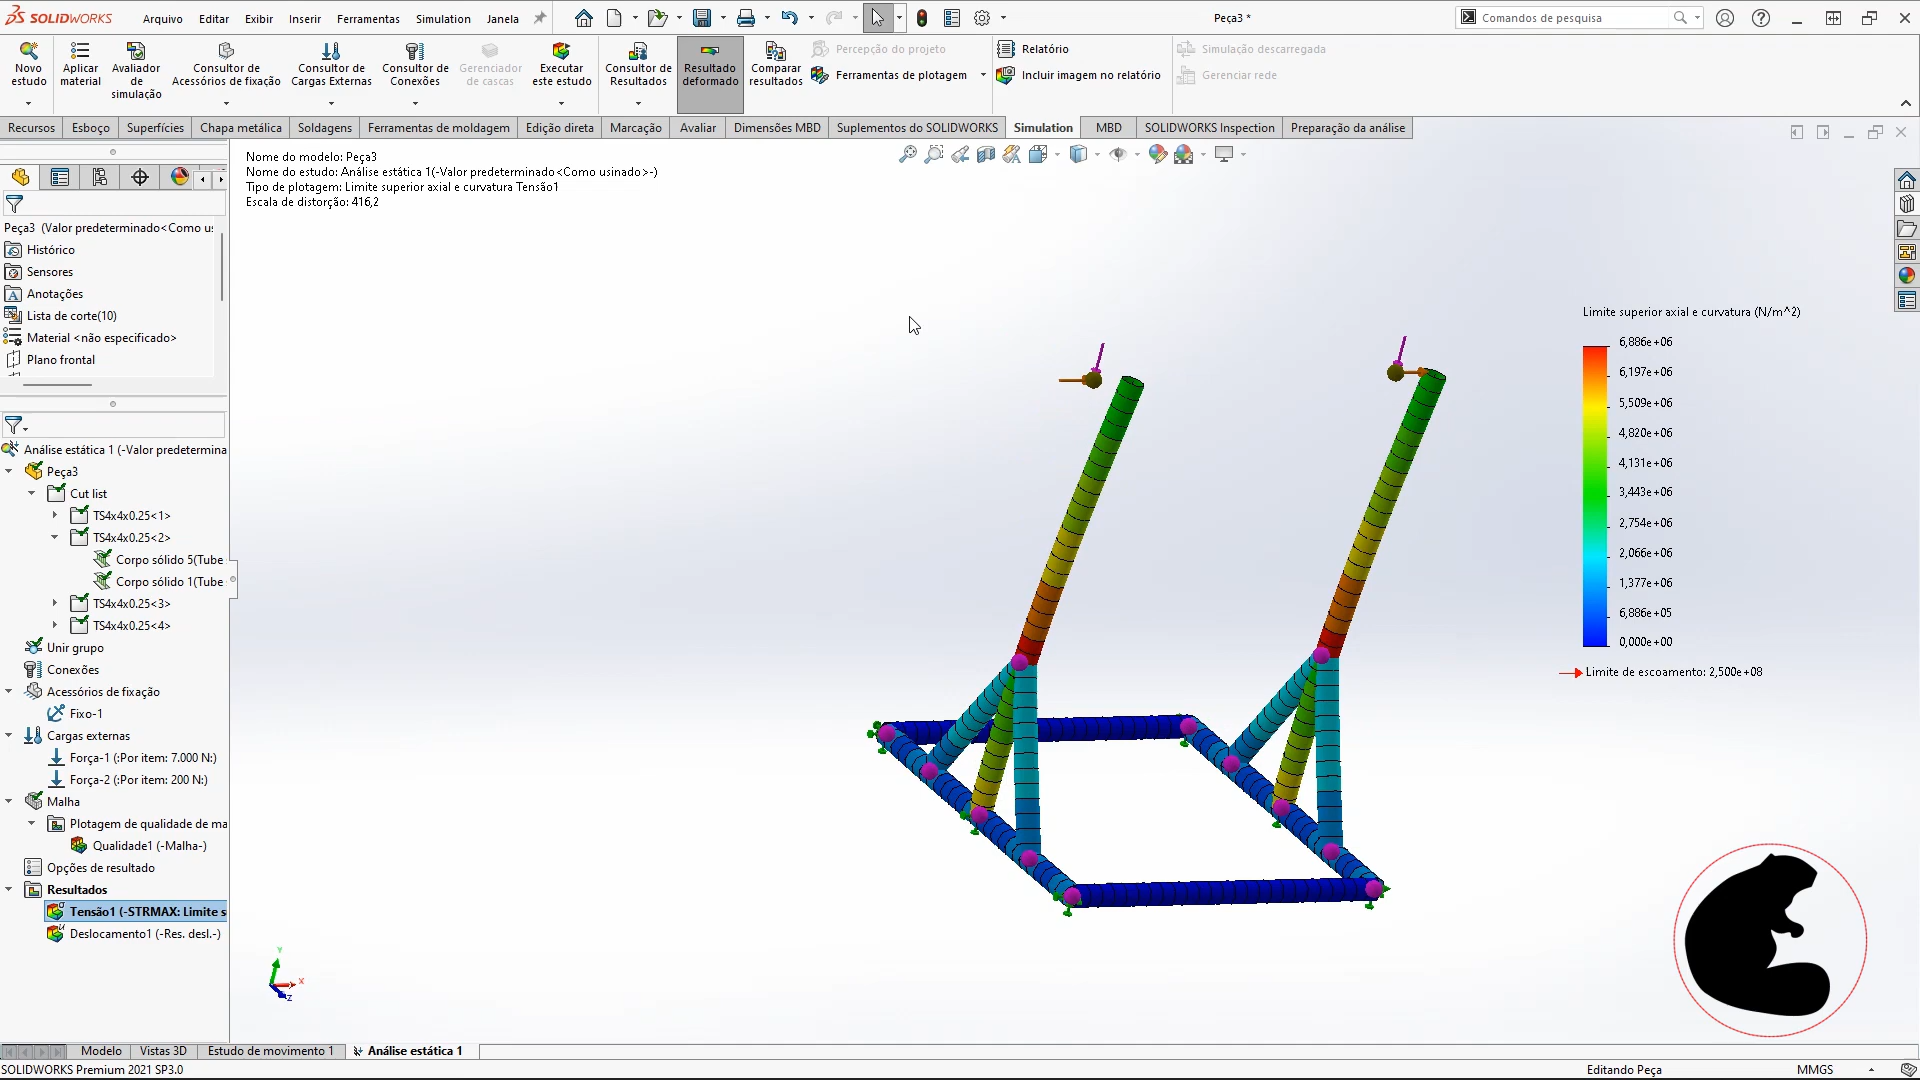 SOLIDWORKS
Arquivo Editar Exibir Inserir Ferramentas Simulation Janela
Peça3 *
Comandos de pesquisa
Novo estudo
Aplicar material
Avaliador de simulação
Consultor de Acessórios de fixação
Consultor de Cargas Externas
Consultor de Conexões
Gerenciador de cascas
Executar este estudo
Consultor de Resultados
Resultado deformado
Comparar resultados
Percepção do projeto
Ferramentas de plotagem
Relatório
Incluir imagem no relatório
Simulação descarregada
Gerenciar rede
Recursos Esboço Superfícies Chapa metálica Soldagens Ferramentas de moldagem Edição direta Marcação Avaliar Dimensões MBD Suplementos do SOLIDWORKS Simulation MBD SOLIDWORKS Inspection Preparação da análise
Nome do modelo: Peça3
Nome do estudo: Análise estática 1(-Valor predeterminado<Como usinado>-)
Tipo de plotagem: Limite superior axial e curvatura Tensão1
Escala de distorção: 416,2
Peça3 (Valor predeterminado<Como us
Histórico
Sensores
Anotações
Lista de corte(10)
Material <não especificado>
Plano frontal
Análise estática 1 (-Valor predetermina
Peça3
Cut list
TS4x4x0.25<1>
TS4x4x0.25<2>
Corpo sólido 5(Tube
Corpo sólido 1(Tube
TS4x4x0.25<3>
TS4x4x0.25<4>
Unir grupo
Conexões
Acessórios de fixação
Fixo-1
Cargas externas
Força-1 (:Por item: 7.000 N:)
Força-2 (:Por item: 200 N:)
Malha
Plotagem de qualidade de ma
Qualidade1 (-Malha-)
Opções de resultado
Resultados
Tensão1 (-STRMAX: Limite s
Deslocamento1 (-Res. desl.-)
Limite superior axial e curvatura (N/m^2)
6,886e+06
6,197e+06
5,509e+06
4,820e+06
4,131e+06
3,443e+06
2,754e+06
2,066e+06
1,377e+06
6,886e+05
0,000e+00
Limite de escoamento: 2,500e+08
Y
X
Z
Modelo Vistas 3D Estudo de movimento 1 Análise estática 1
SOLIDWORKS Premium 2021 SP3.0
Editando Peça
MMGS